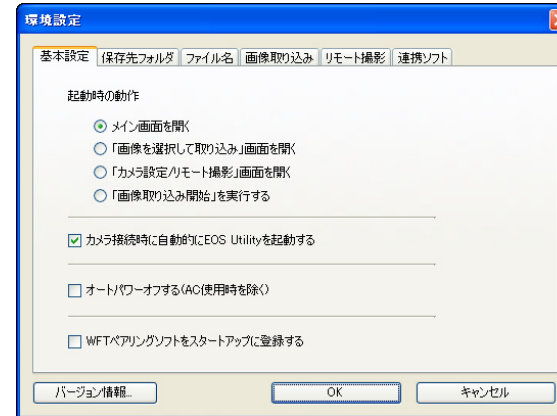 環境設定
基本設定 保存先フォルダ ファイル名 画像取り込み リモート撮影 連携ソフト
起動時の動作
メイン画面を開く
「画像を選択して取り込み」画面を開く
「カメラ設定/リモート撮影」画面を開く
「画像取り込み開始」を実行する
カメラ接続時に自動的にEOS Utilityを起動する
オートパワーオフする(AC使用時を除く)
WFTペアリングソフトをスタートアップに登録する
バージョン情報... OK キャンセル